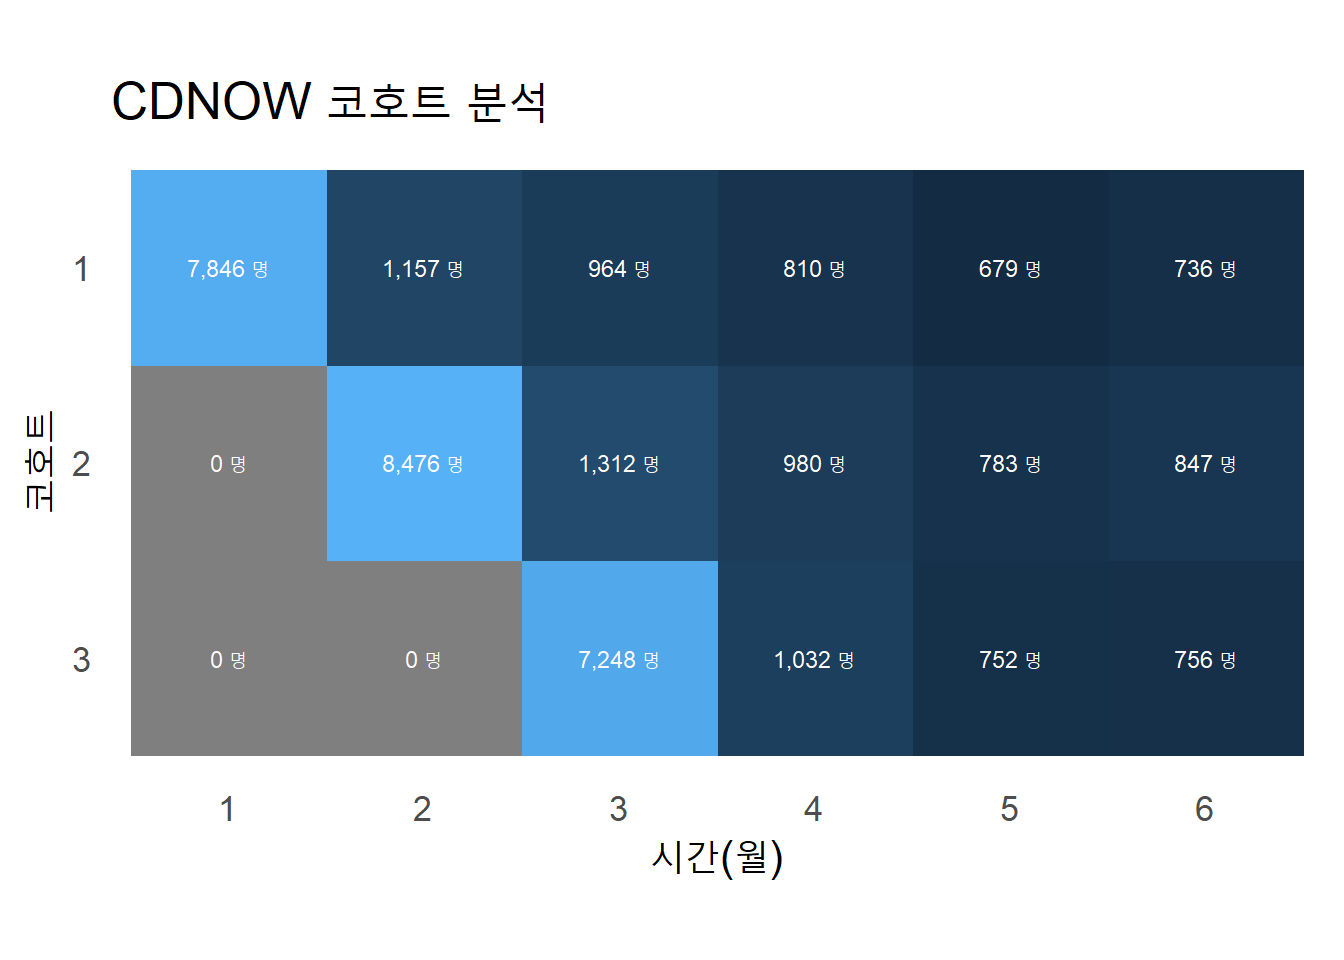 CDNOW 코호트 분석
코호트
1 7,846 명 1,157 명 964 명 810 명 679 명 736 명
2 0 명 8,476 명 1,312 명 980 명 783 명 847 명
3 0 명 0 명 7,248 명 1,032 명 752 명 756 명
1 2 3 4 5 6
시간(월)